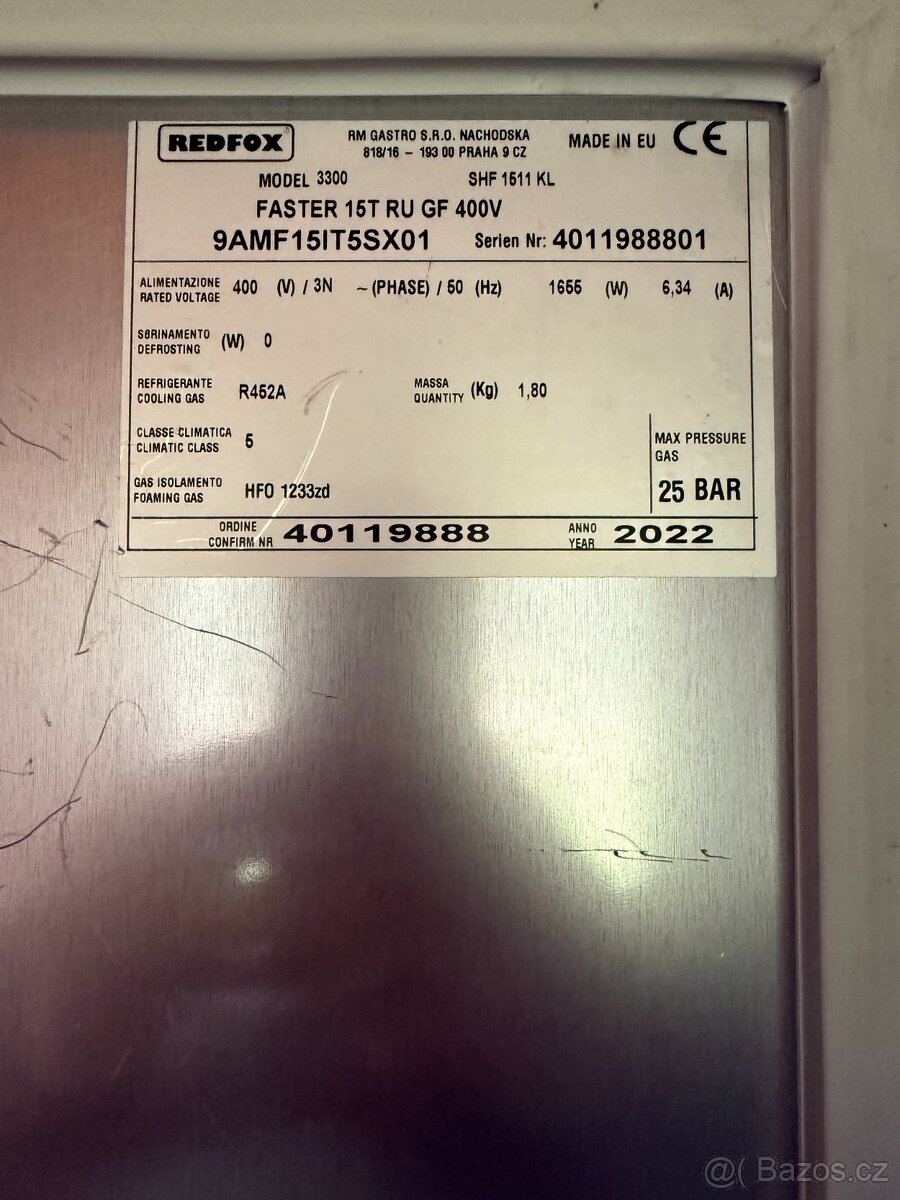 REDFOX®
RM GASTRO S.R.O. NACHODSKA
818/16 – 193 00 PRAHA 9 CZ
MADE IN EU CE
MODEL 3300 SHF 1511 KL
FASTER 15T RU GF 400V
9AMF15IT5SX01 Serien Nr: 4011988801
ALIMENTAZIONE
RATED VOLTAGE 400 (V) / 3N ~ (PHASE) / 50 (Hz) 1655 (W) 6,34 (A)
SBRINAMENTO
DEFROSTING (W) 0
REFRIGERANTE
COOLING GAS R452A
MASSA
QUANTITY (Kg) 1,80
CLASSE CLIMATICA
CLIMATIC CLASS 5
MAX PRESSURE
GAS
25 BAR
GAS ISOLAMENTO
FOAMING GAS HFO 1233zd
ORDINE
CONFIRM NR 40119888
ANNO
YEAR 2022
@( Bazos.cz